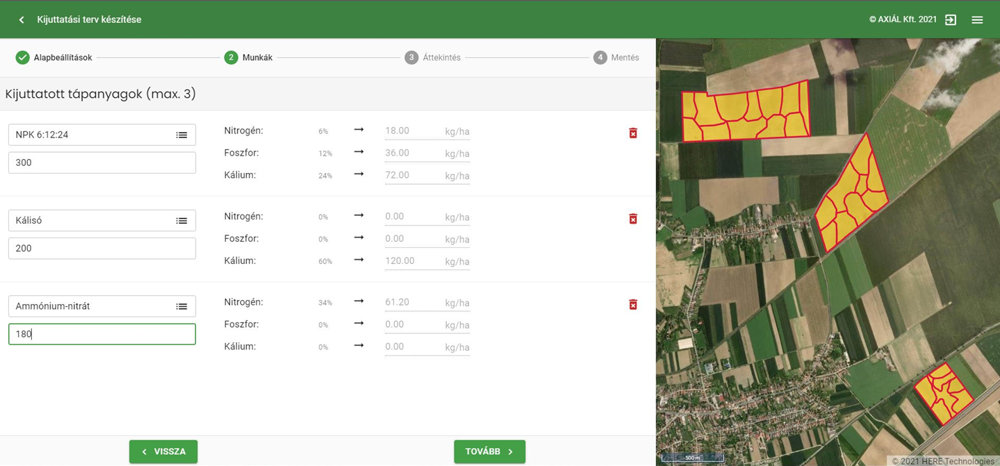 Kijuttatási terv készítése
© AXIÁL Kft. 2021
Alapbeállítások
2 Munkák
3 Áttekintés
4 Mentés
Kijuttatott tápanyagok (max. 3)
NPK 6:12:24
300
Nitrogén: 6% → 18.00 kg/ha
Foszfor: 12% → 36.00 kg/ha
Kálium: 24% → 72.00 kg/ha
Kálisó
200
Nitrogén: 0% → 0.00 kg/ha
Foszfor: 0% → 0.00 kg/ha
Kálium: 60% → 120.00 kg/ha
Ammónium-nitrát
180
Nitrogén: 34% → 61.20 kg/ha
Foszfor: 0% → 0.00 kg/ha
Kálium: 0% → 0.00 kg/ha
VISSZA
TOVÁBB
500 m
© 2021 HERE Technologies